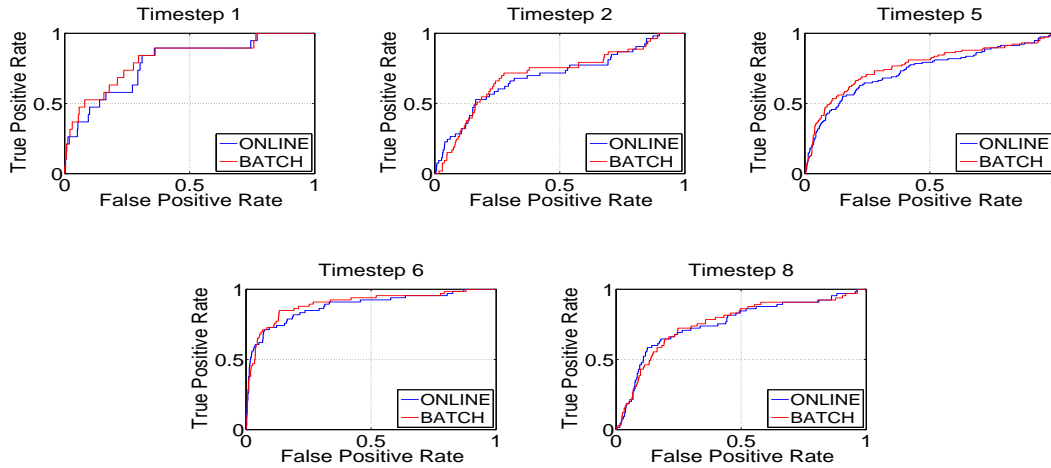 Timestep 1
1
0.5
0
0
0.5
1
True Positive Rate
False Positive Rate
ONLINE
BATCH
Timestep 2
1
0.5
0
0
0.5
1
True Positive Rate
False Positive Rate
ONLINE
BATCH
Timestep 5
1
0.5
0
0
0.5
True Positive Rate
False Positive Rate
ONLINE
BATCH
Timestep 6
1
0.5
0
0
0.5
1
True Positive Rate
False Positive Rate
ONLINE
BATCH
Timestep 8
1
0.5
0
0
0.5
1
True Positive Rate
False Positive Rate
ONLINE
BATCH